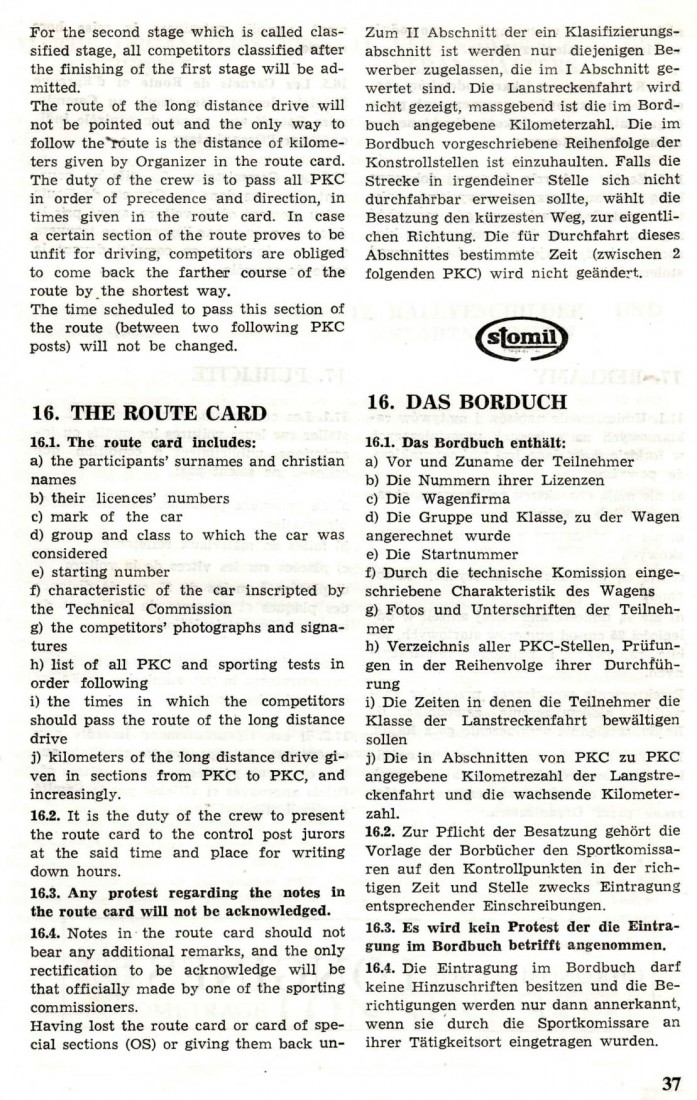 For the second stage which is called clas-
sified stage, all competitors classified after
the finishing of the first stage will be ad-
mitted.
The route of the long distance drive will
not be pointed out and the only way to
follow the route is the distance of kilome-
ters given by Organizer in the route card.
The duty of the crew is to pass all PKC
in order of precedence and direction, in
times given in the route card. In case
a certain section of the route proves to be
unfit for driving, competitors are obliged
to come back the farther course of the
route by the shortest way.
The time scheduled to pass this section of
the route (between two following PKC
posts) will not be changed.
16. THE ROUTE CARD
16.1. The route card includes:
a) the participants' surnames and christian
names
b) their licences' numbers
c) mark of the car
d) group and class to which the car was
considered
e) starting number
f) characteristic of the car inscripted by
the Technical Commission
g) the competitors' photographs and signa-
tures
h) list of all PKC and sporting tests in
order following
i) the times in which the competitors
should pass the route of the long distance
drive
j) kilometers of the long distance drive gi-
ven in sections from PKC to PKC, and
increasingly.
16.2. It is the duty of the crew to present
the route card to the control post jurors
at the said time and place for writing
down hours.
16.3. Any protest regarding the notes in
the route card will not be acknowledged.
16.4. Notes in the route card should not
bear any additional remarks, and the only
rectification to be acknowledge will be
that officially made by one of the sporting
commissioners.
Having lost the route card or card of spe-
cial sections (OS) or giving them back un-
Zum II Abschnitt der ein Klasifizierungs-
abschnitt ist werden nur diejenigen Be-
werber zugelassen, die im I Abschnitt ge-
wertet sind. Die Lanstreckenfahrt wird
nicht gezeigt, massgebend ist die im Bord-
buch angegebene Kilometerzahl. Die im
Bordbuch vorgeschriebene Reihenfolge der
Konstrollstellen ist einzuhaulten. Falls die
Strecke in irgendeiner Stelle sich nicht
durchfahrbar erweisen sollte, wählt die
Besatzung den kürzesten Weg, zur eigentli-
chen Richtung. Die für Durchfahrt dieses
Abschnittes bestimmte Zeit (zwischen 2
folgenden PKC) wird nicht geändert.
stomil
16. DAS BORDUCH
16.1. Das Bordbuch enthält:
a) Vor und Zuname der Teilnehmer
b) Die Nummern ihrer Lizenzen
c) Die Wagenfirma
d) Die Gruppe und Klasse, zu der Wagen
angerechnet wurde
e) Die Startnummer
f) Durch die technische Komission einge-
schriebene Charakteristik des Wagens
g) Fotos und Unterschriften der Teilneh-
mer
h) Verzeichnis aller PKC-Stellen, Prüfun-
gen in der Reihenvolge ihrer Durchfüh-
rung
i) Die Zeiten in denen die Teilnehmer die
Klasse der Lanstreckenfahrt bewältigen
sollen
j) Die in Abschnitten von PKC zu PKC
angegebene Kilometrezahl der Langstre-
ckenfahrt und die wachsende Kilometer-
zahl.
16.2. Zur Pflicht der Besatzung gehört die
Vorlage der Borbücher den Sportkomissa-
ren auf den Kontrollpunkten in der rich-
tigen Zeit und Stelle zwecks Eintragung
entsprechender Einschreibungen.
16.3. Es wird kein Protest der die Eintra-
gung im Bordbuch betrifft angenommen.
16.4. Die Eintragung im Bordbuch darf
keine Hinzuschriften besitzen und die Be-
richtigungen werden nur dann annerkannt,
wenn sie durch die Sportkomissare an
ihrer Tätigkeitsort eingetragen wurden.
37